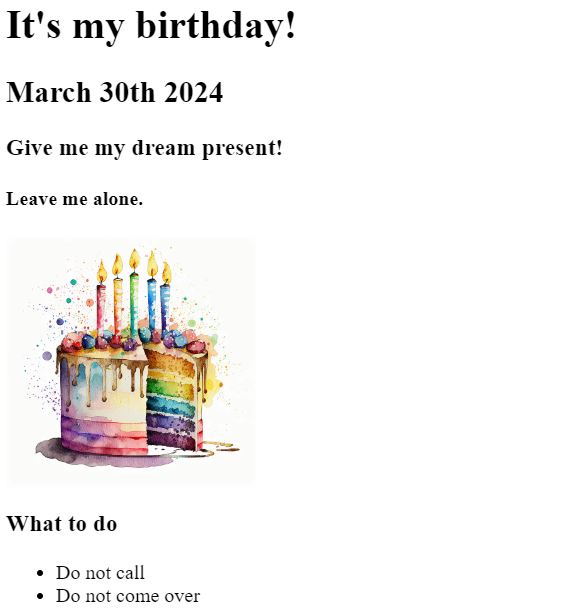 It's my birthday!
March 30th 2024
Give me my dream present!
Leave me alone.
What to do
• Do not call
• Do not come over